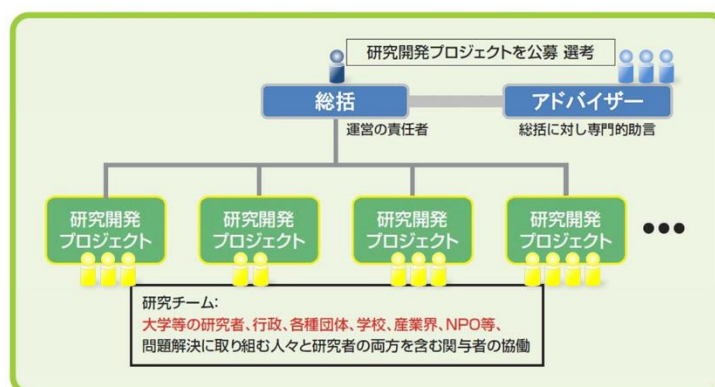 研究開発プロジェクトを公募 選考
総括
アドバイザー
運営の責任者
総括に対し専門的助言
研究開発
プロジェクト
研究開発
プロジェクト
研究開発
プロジェクト
研究開発
プロジェクト
●●●
研究チーム:
大学等の研究者、行政、各種団体、学校、産業界、NPO等、
問題解決に取り組む人々と研究者の両方を含む関与者の協働